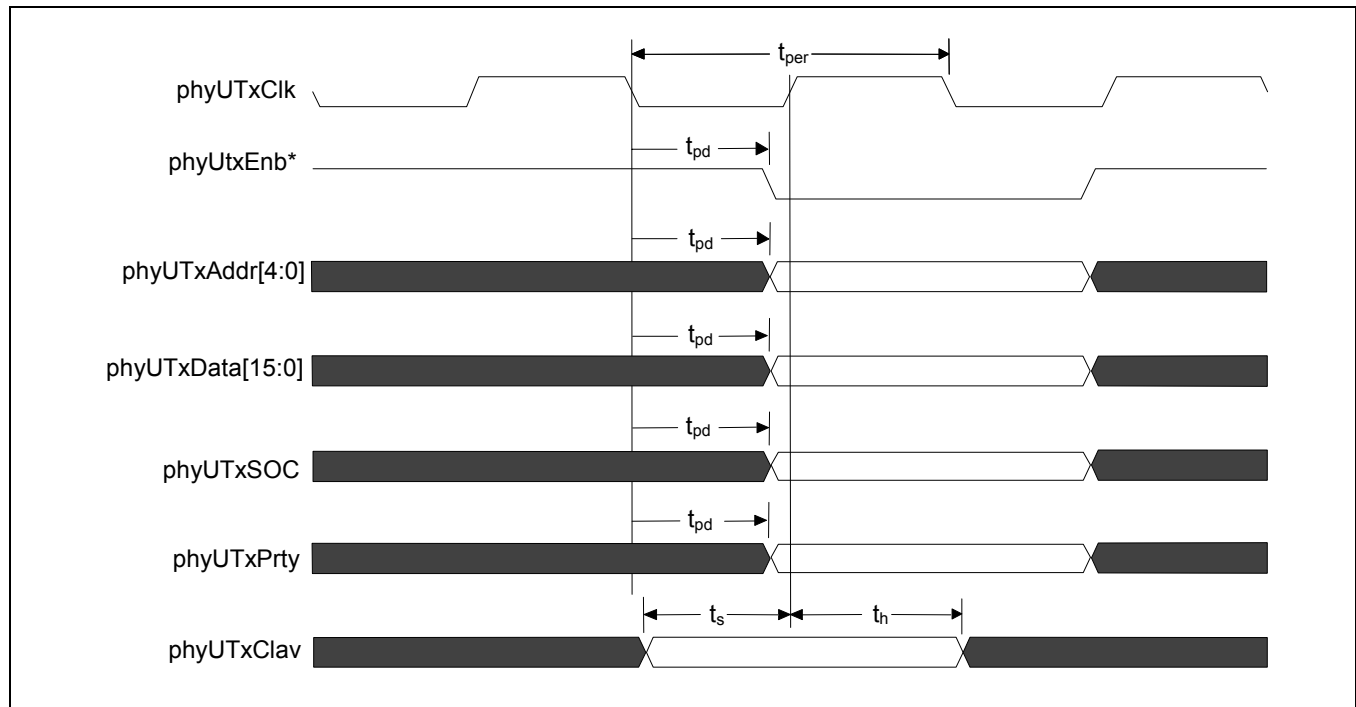 tper
phyUTxClk
tpd
phyUtxEnb*
tpd
phyUTxAddr[4:0]
tpd
phyUTxData[15:0]
tpd
phyUTxSOC
tpd
phyUTxPrty
ts th
phyUTxClav